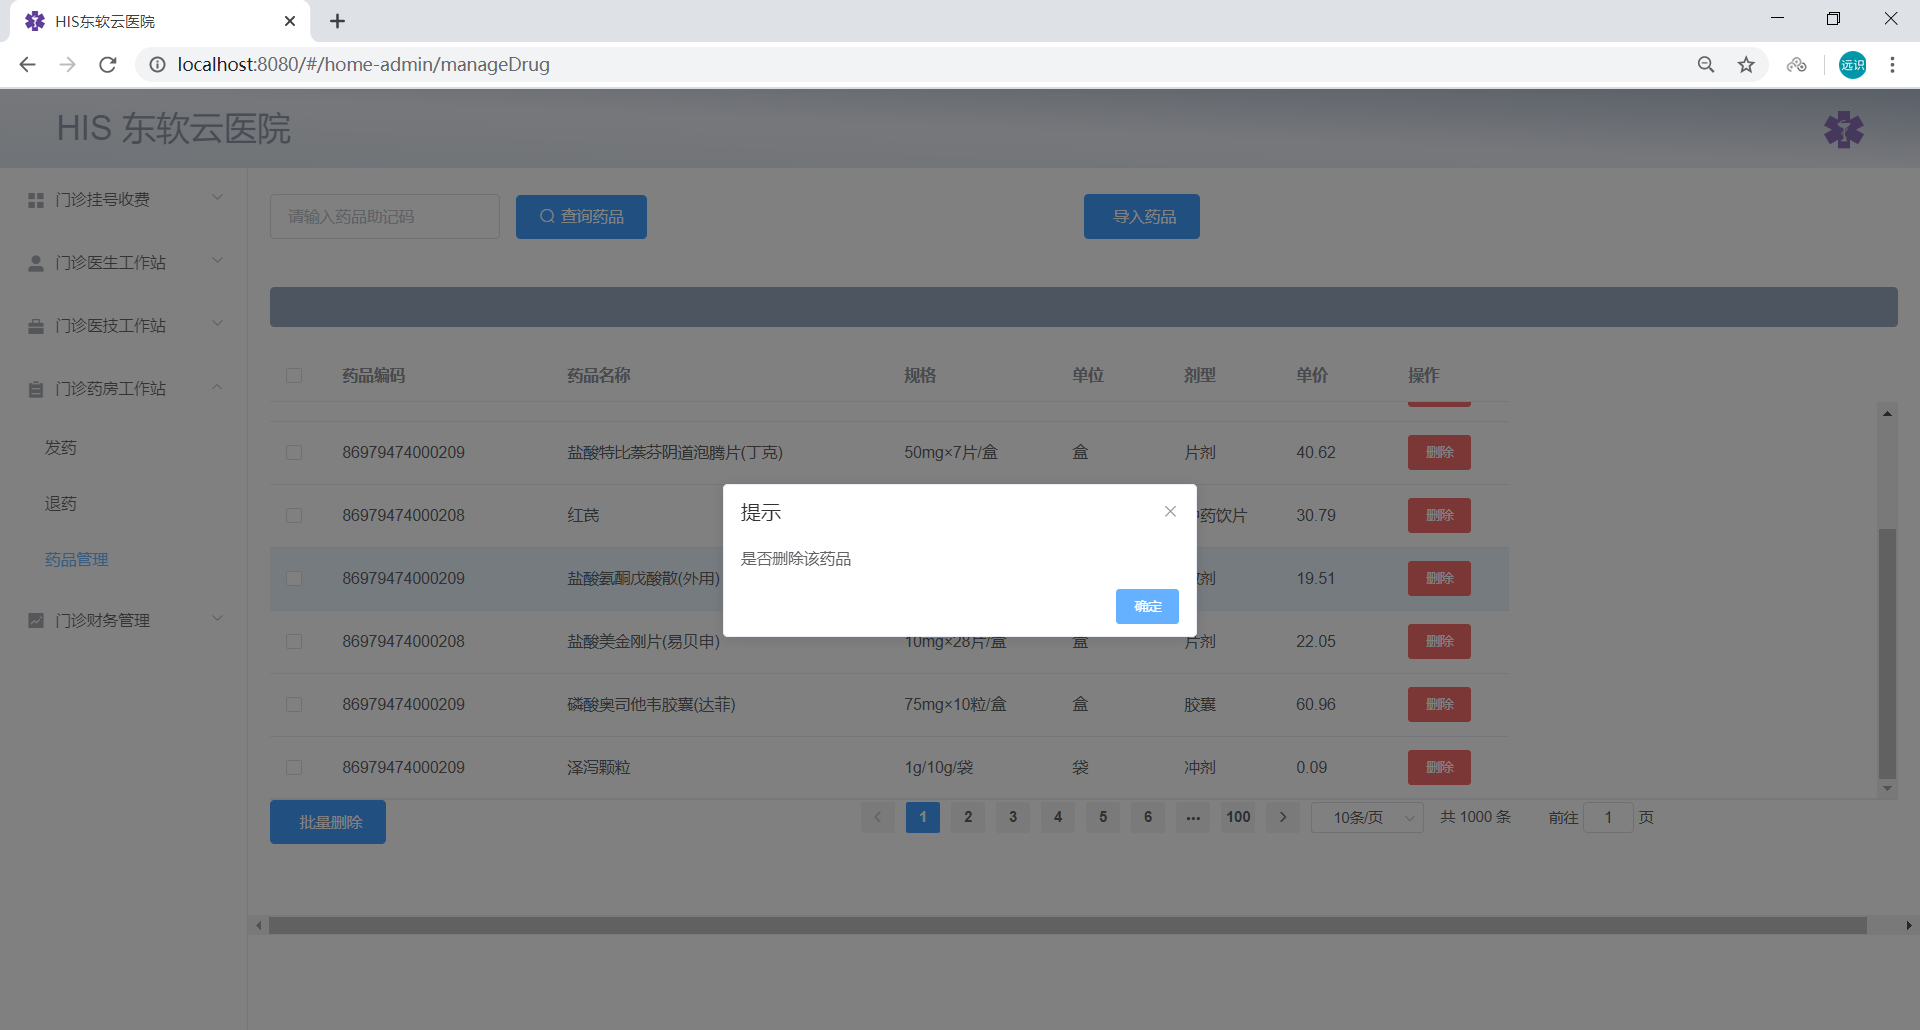 HIS东软云医院
localhost:8080/#/home-admin/manageDrug
远识
HIS 东软云医院
门诊挂号收费
门诊医生工作站
门诊医技工作站
门诊药房工作站
发药
退药
药品管理
门诊财务管理
请输入药品助记码 查询药品 导入药品
药品编码 药品名称 规格 单位 剂型 单价 操作
86979474000209 盐酸特比萘芬阴道泡腾片(丁克) 50mg×7片/盒 盒 片剂 40.62 删除
86979474000208 红芪 中药饮片 30.79 删除
86979474000209 盐酸氨酮戊酸散(外用) 散剂 19.51 删除
86979474000208 盐酸美金刚片(易贝申) 10mg×28片/盒 盒 片剂 22.05 删除
86979474000209 磷酸奥司他韦胶囊(达菲) 75mg×10粒/盒 盒 胶囊 60.96 删除
86979474000209 泽泻颗粒 1g/10g/袋 袋 冲剂 0.09 删除
提示
是否删除该药品
确定
批量删除
1 2 3 4 5 6 ... 100 10条/页 共 1000 条 前往 1 页